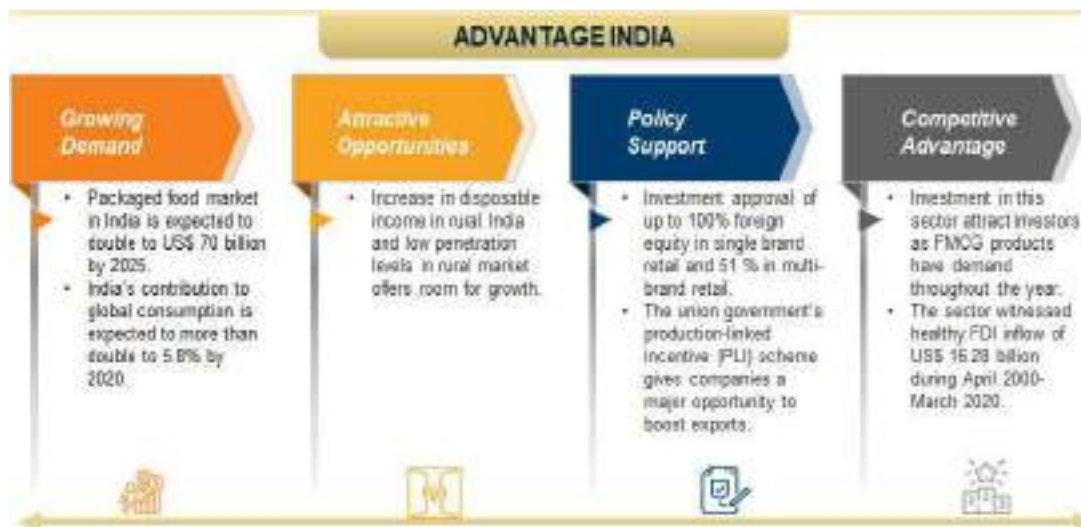 ADVANTAGE INDIA
Growing
Demand
• Packaged food market
in India is expected to
double to US$ 70 billion
by 2025.
• India's contribution to
global consumption is
expected to more than
double to 5.8% by
2020.
Attractive
Opportunities
• Increase in disposable
income in rural India
and low penetration
levels in rural market
offers room for growth.
Policy
Support
• Investment approval of
up to 100% foreign
equity in single brand
retail and 51 % in multi-
brand retail.
• The union government's
production-linked
incentive (PLI) scheme
gives companies a
major opportunity to
boost exports.
Competitive
Advantage
• Investment in this
sector attract investors
as FMCG products
have demand
throughout the year.
• The sector witnessed
healthy FDI inflow of
US$ 16.28 billion
during April 2000-
March 2020.